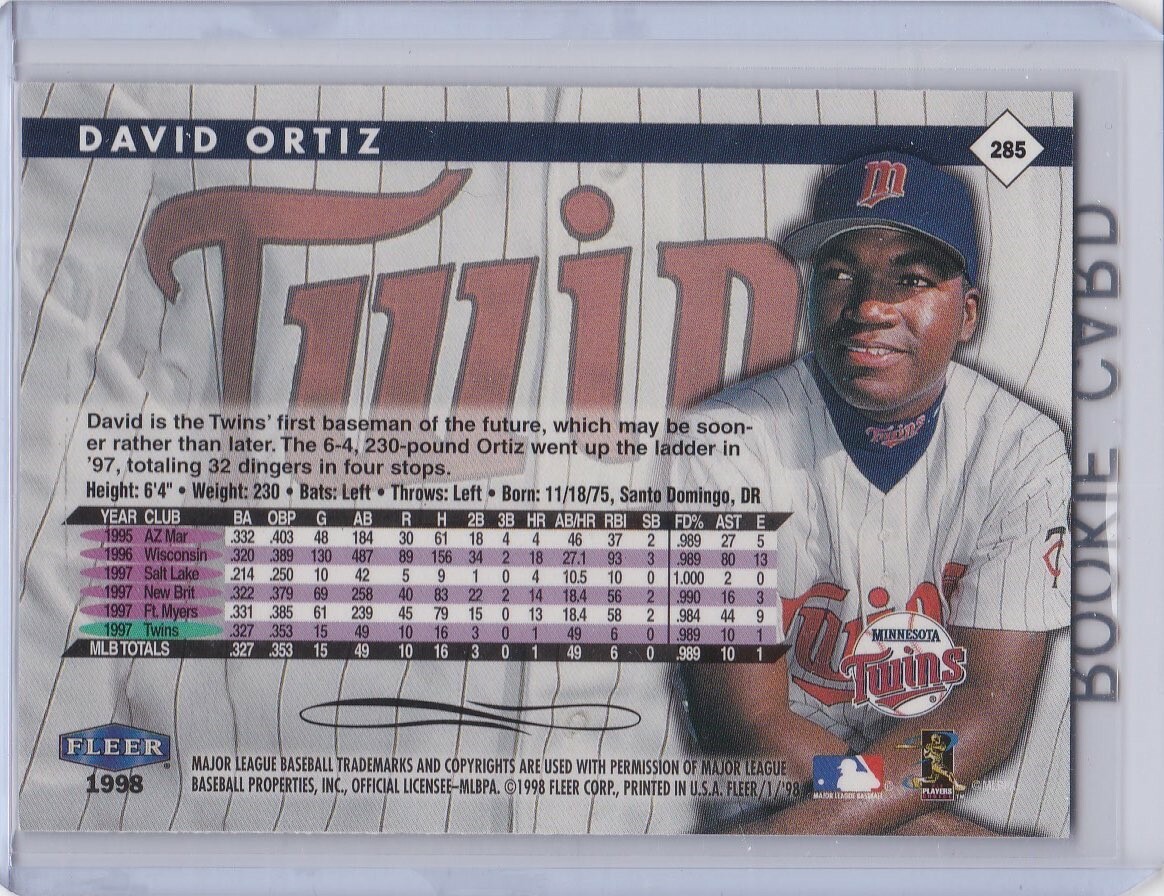 DAVID ORTIZ
285
Twin
m
Twins
David is the Twins' first baseman of the future, which may be soon-
er rather than later. The 6-4, 230-pound Ortiz went up the ladder in
'97, totaling 32 dingers in four stops.
Height: 6'4" • Weight: 230 • Bats: Left • Throws: Left • Born: 11/18/75, Santo Domingo, DR
YEAR CLUB BA OBP G AB R H 2B 3B HR AB/HR RBI SB FD% AST E
1995 AZ Mar .332 .403 48 184 30 61 18 4 4 46 37 2 .989 27 5
1996 Wisconsin .320 .389 130 487 89 156 34 2 18 27.1 93 3 .989 80 13
1997 Salt Lake .214 .250 10 42 5 9 1 0 4 10.5 10 0 1.000 2 0
1997 New Brit .322 .379 69 258 40 83 22 2 14 18.4 56 2 .990 16 3
1997 Ft. Myers .331 .385 61 239 45 79 15 0 13 18.4 58 2 .984 44 9
1997 Twins .327 .353 15 49 10 16 3 0 1 49 6 0 .989 10 1
MLB TOTALS .327 .353 15 49 10 16 3 0 1 49 6 0 .989 10 1
MINNESOTA
Twins
FLEER
1998
MAJOR LEAGUE BASEBALL TRADEMARKS AND COPYRIGHTS ARE USED WITH PERMISSION OF MAJOR LEAGUE
BASEBALL PROPERTIES, INC., OFFICIAL LICENSEE–MLBPA. ©1998 FLEER CORP., PRINTED IN U.S.A. FLEER/1/'98
MAJOR LEAGUE BASEBALL
PLAYERS
ROOKIE CARD